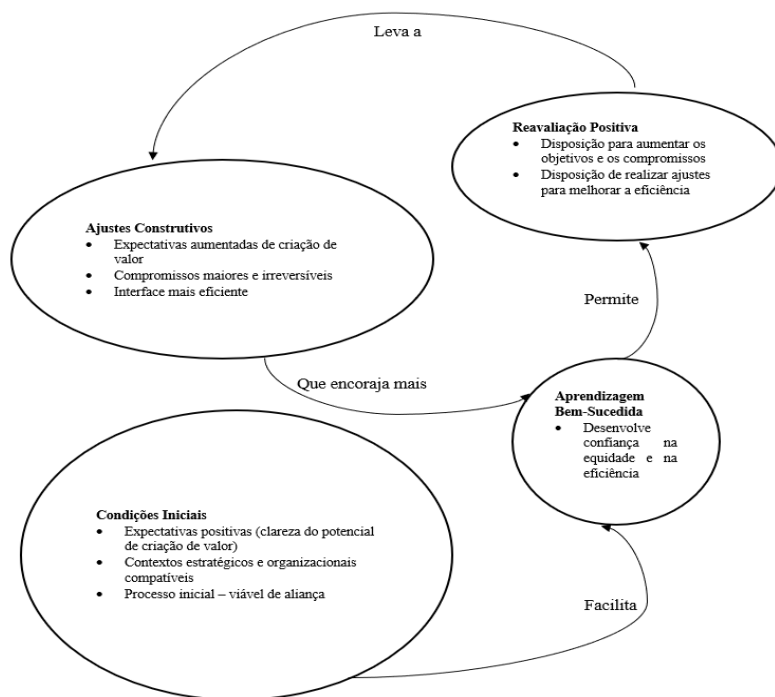 Leva a
Reavaliação Positiva
• Disposição para aumentar os
objetivos e os compromissos
• Disposição de realizar ajustes
para melhorar a eficiência
Ajustes Construtivos
• Expectativas aumentadas de criação de
valor
• Compromissos maiores e irreversíveis
• Interface mais eficiente
Permite
Que encoraja mais
Aprendizagem
Bem-Sucedida
• Desenvolve
confiança na
equidade e na
eficiência
Condições Iniciais
• Expectativas positivas (clareza do potencial
de criação de valor)
• Contextos estratégicos e organizacionais
compatíveis
• Processo inicial – viável de aliança
Facilita